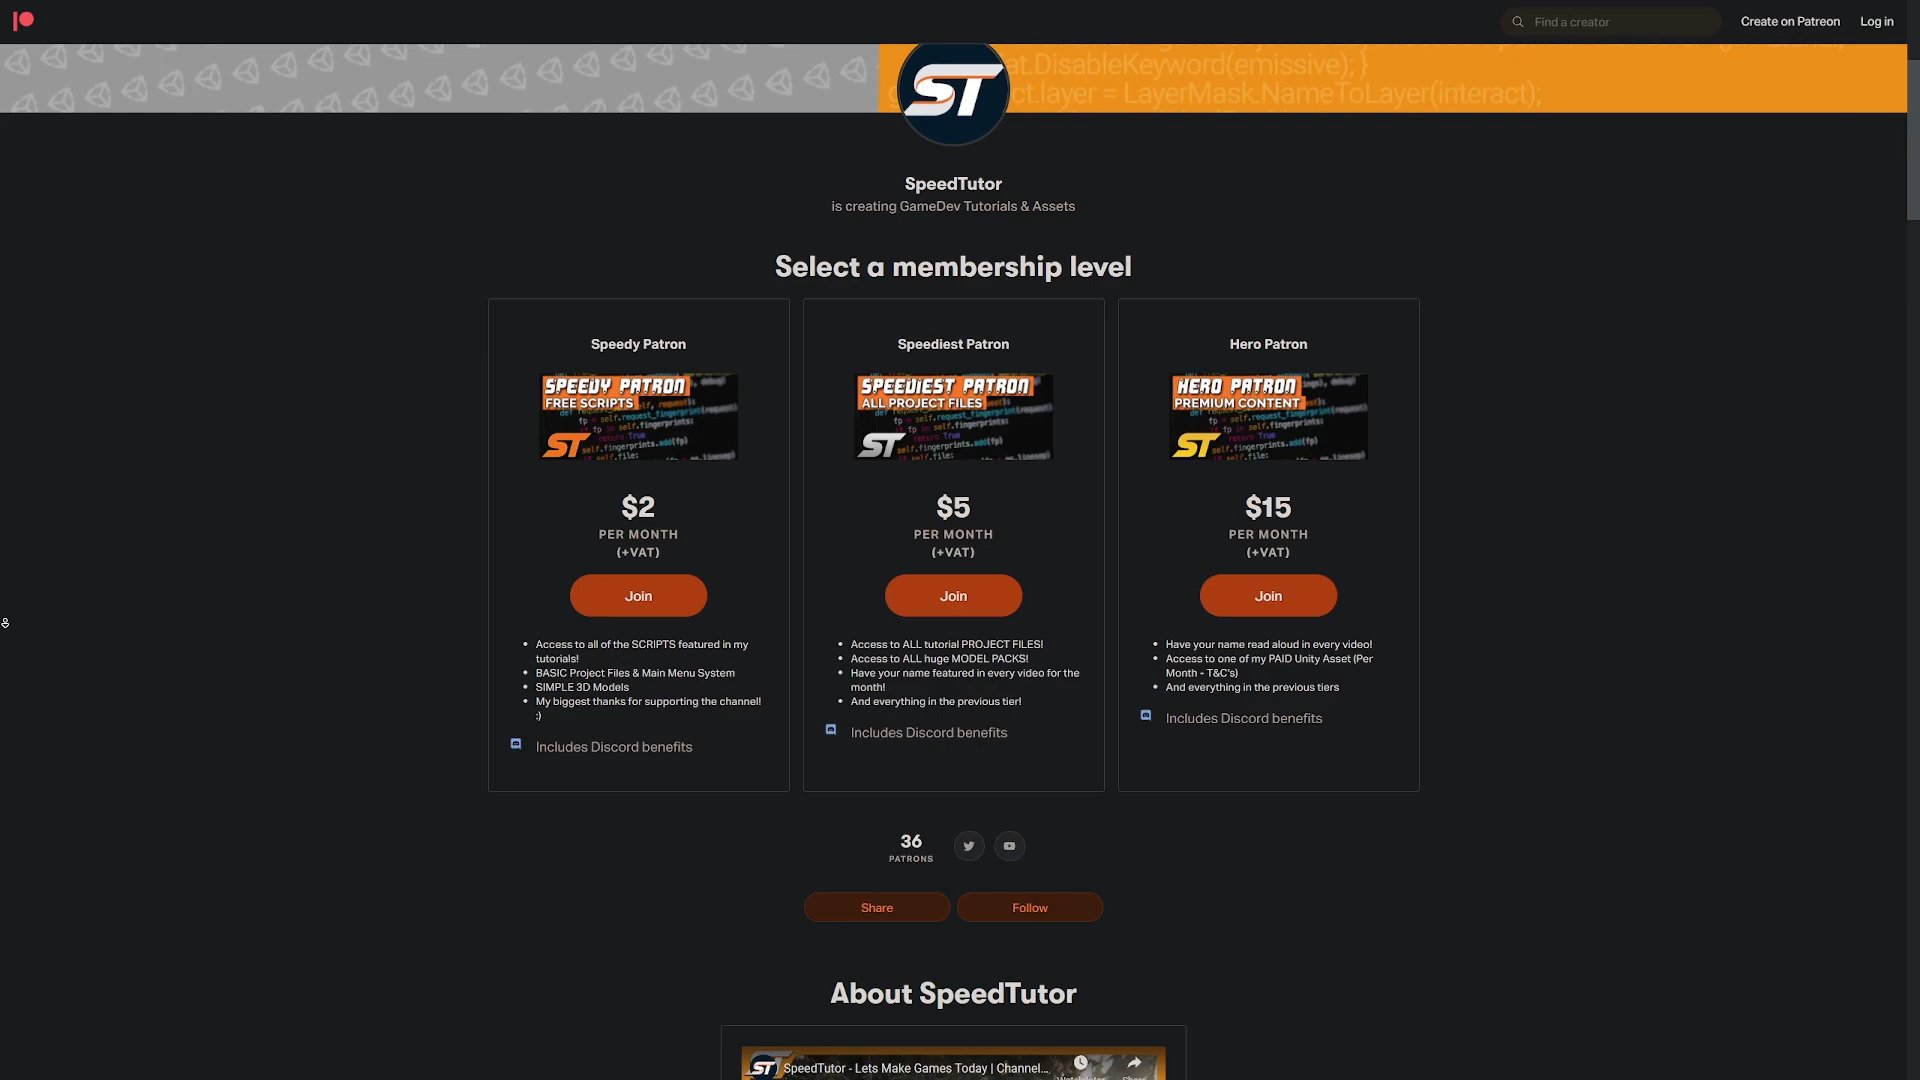 Find a creator
Create on Patreon
Log in
at.DisableKeyword(emissive); }
ct.layer = LayerMask.NameToLayer(interact);
ST
SpeedTutor
is creating GameDev Tutorials & Assets
Select a membership level
Speedy Patron
SPEEDY PATRON
FREE SCRIPTS
ST
$2
PER MONTH
(+VAT)
Join
• Access to all of the SCRIPTS featured in my
tutorials!
• BASIC Project Files & Main Menu System
• SIMPLE 3D Models
• My biggest thanks for supporting the channel!
:)
Includes Discord benefits
Speediest Patron
SPEEDIEST PATRON
ALL PROJECT FILES
ST
$5
PER MONTH
(+VAT)
Join
• Access to ALL tutorial PROJECT FILES!
• Access to ALL huge MODEL PACKS!
• Have your name featured in every video for the
month!
• And everything in the previous tier!
Includes Discord benefits
Hero Patron
HERO PATRON
PREMIUM CONTENT
ST
$15
PER MONTH
(+VAT)
Join
• Have your name read aloud in every video!
• Access to one of my PAID Unity Asset (Per
Month - T&C's)
• And everything in the previous tiers
Includes Discord benefits
36
PATRONS
Share
Follow
About SpeedTutor
ST
SpeedTutor - Lets Make Games Today | Channel...